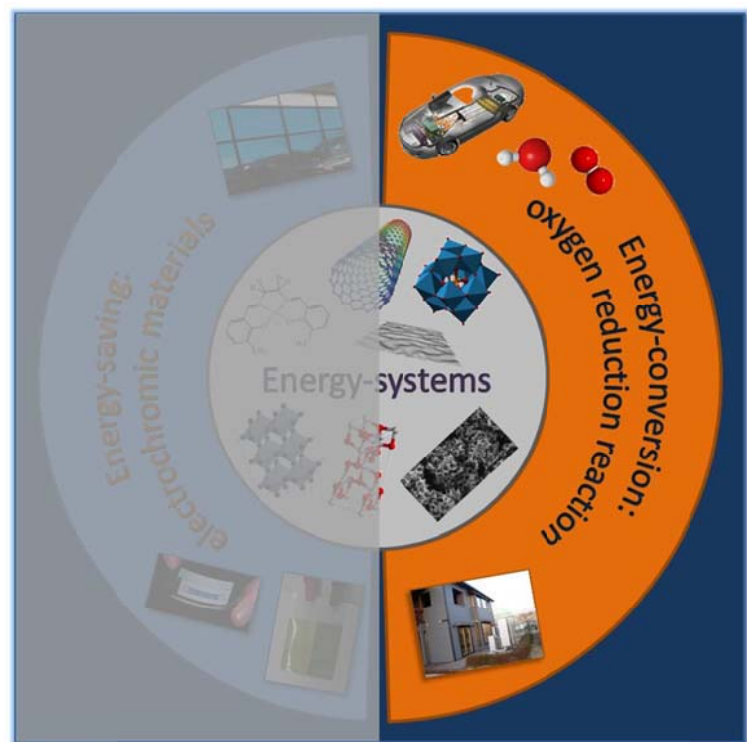 Energy-saving:
electrochromic materials
Energy-systems
Energy-conversion:
oxygen reduction reaction